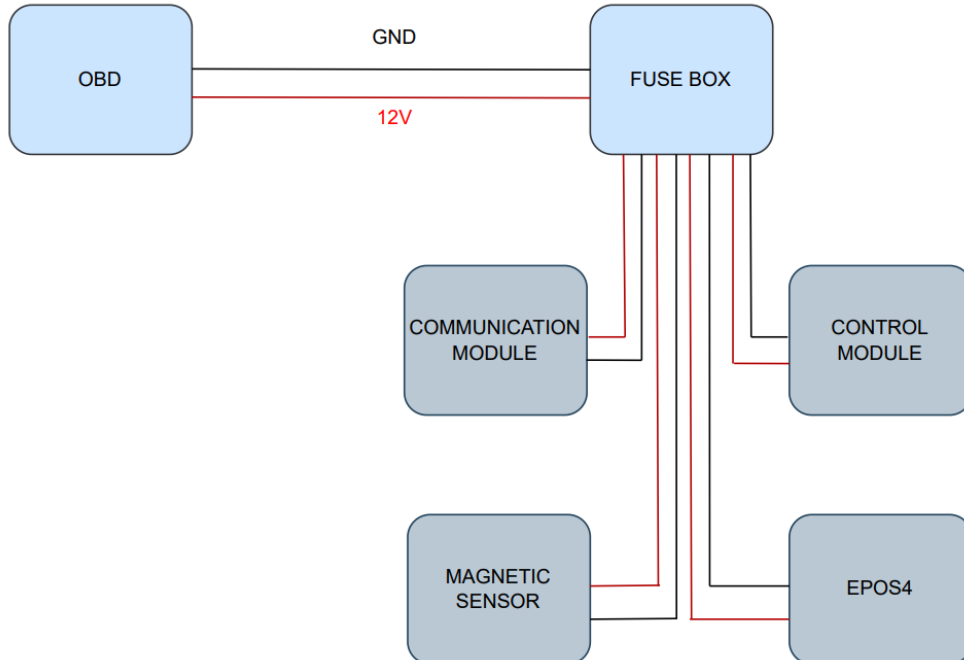 GND
OBD
FUSE BOX
12V
COMMUNICATION
MODULE
CONTROL
MODULE
MAGNETIC
SENSOR
EPOS4